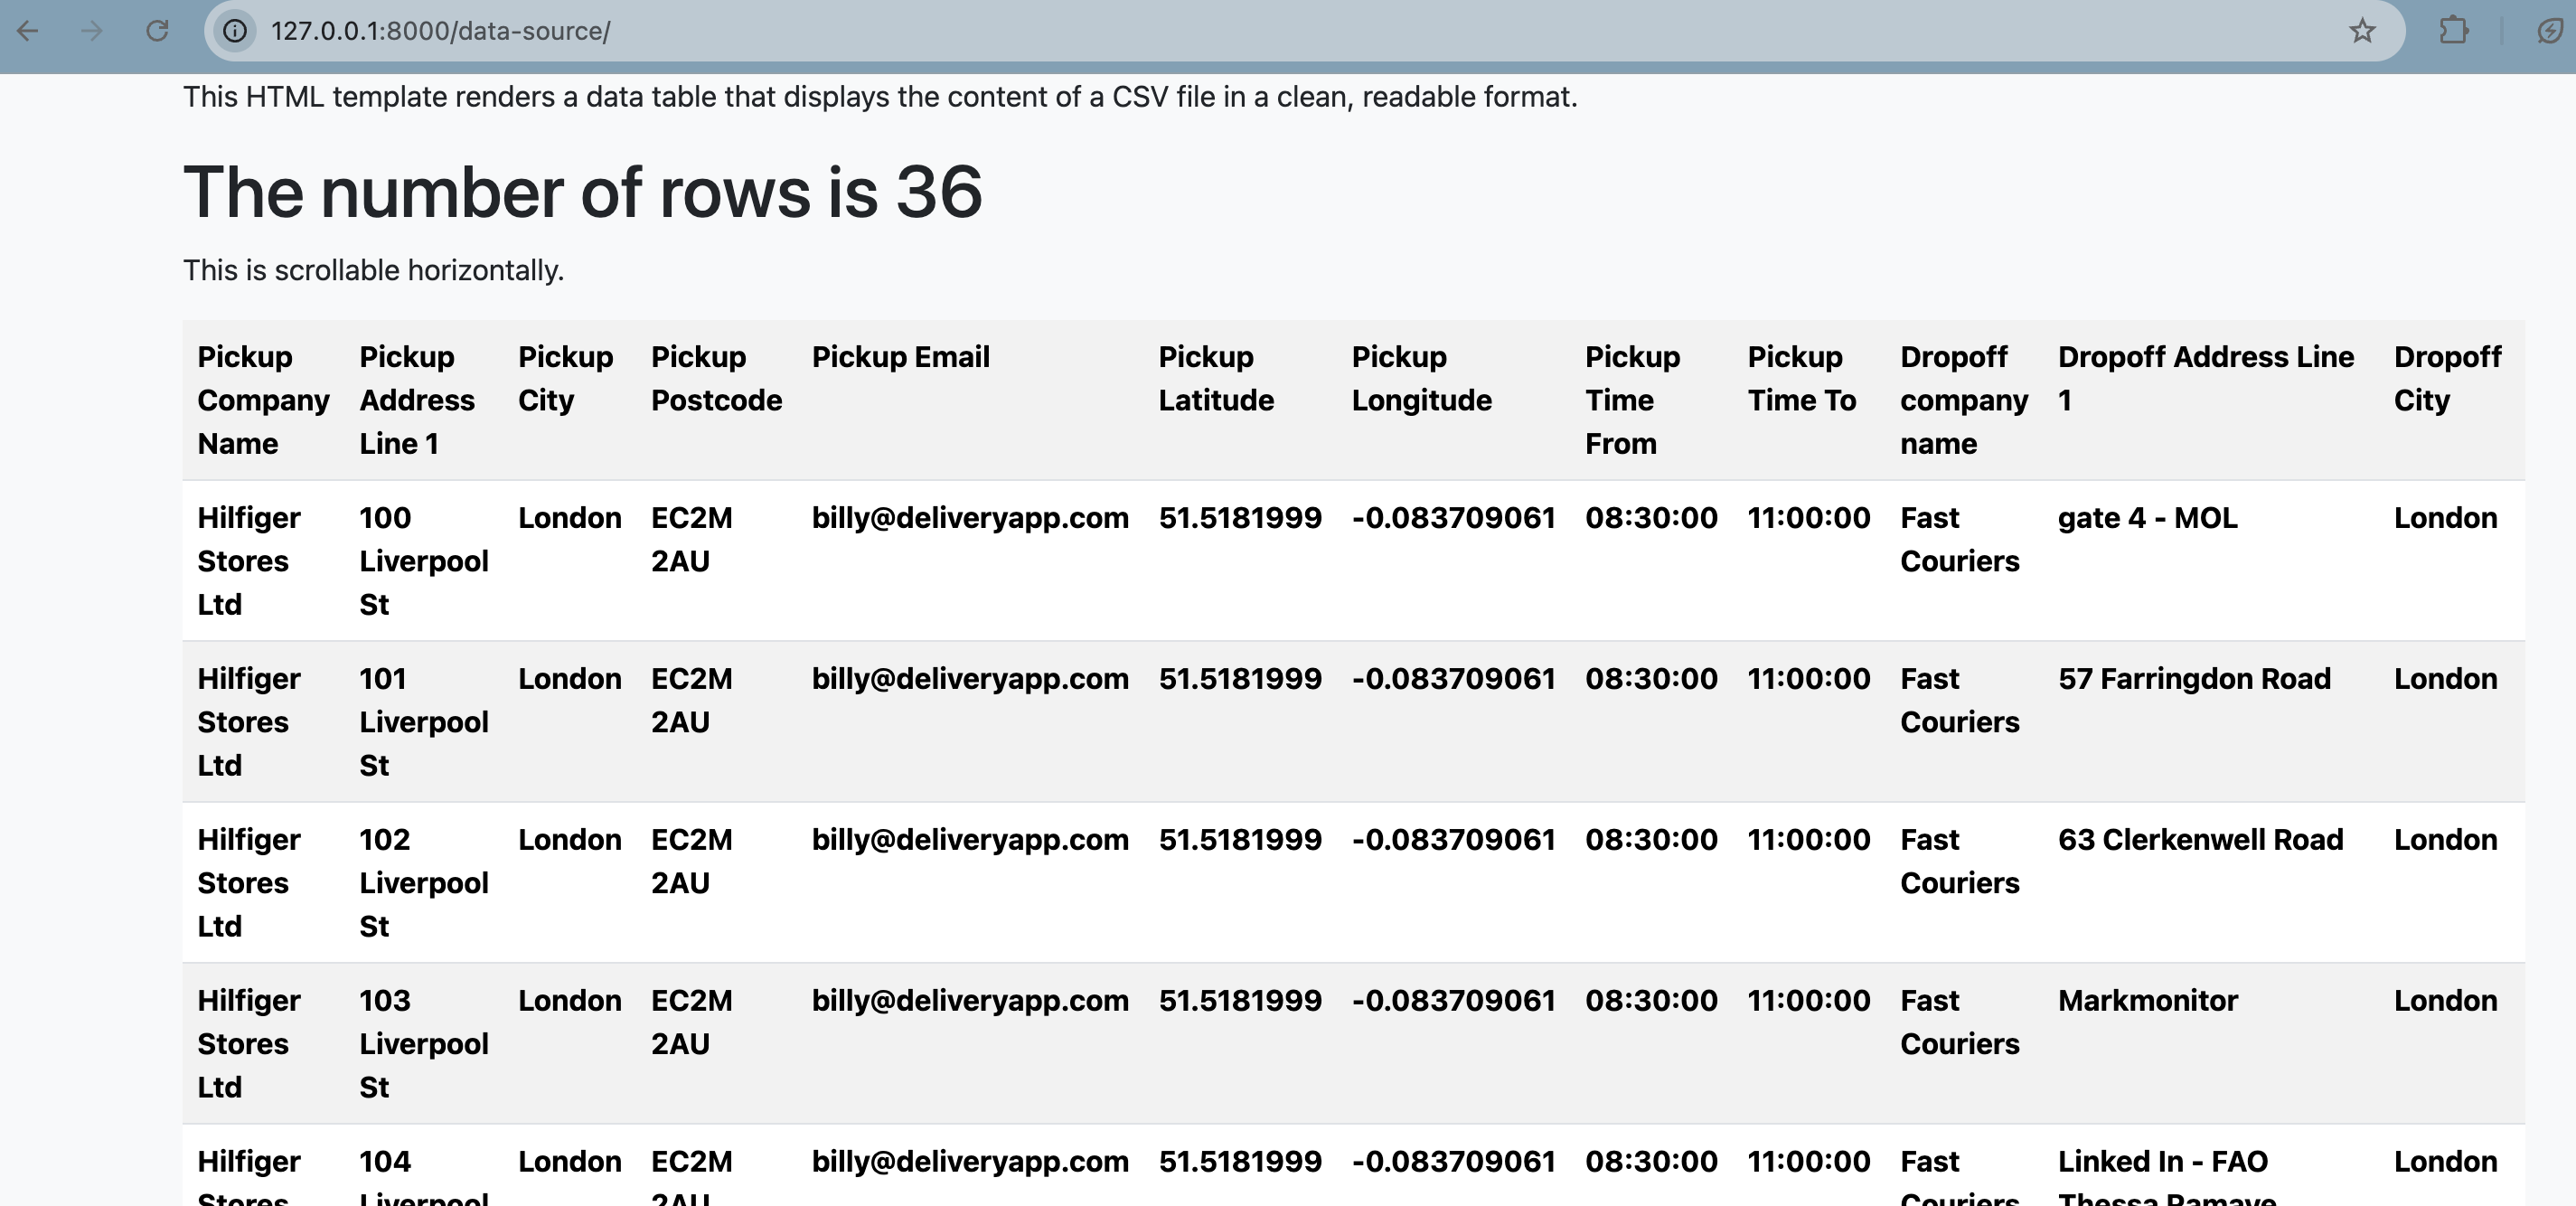 127.0.0.1:8000/data-source/
This HTML template renders a data table that displays the content of a CSV file in a clean, readable format.
The number of rows is 36
This is scrollable horizontally.
Pickup Company Name Pickup Address Line 1 Pickup City Pickup Postcode Pickup Email Pickup Latitude Pickup Longitude Pickup Time From Pickup Time To Dropoff company name Dropoff Address Line 1 Dropoff City
Hilfiger Stores Ltd 100 Liverpool St London EC2M 2AU billy@deliveryapp.com 51.5181999 -0.083709061 08:30:00 11:00:00 Fast Couriers gate 4 - MOL London
Hilfiger Stores Ltd 101 Liverpool St London EC2M 2AU billy@deliveryapp.com 51.5181999 -0.083709061 08:30:00 11:00:00 Fast Couriers 57 Farringdon Road London
Hilfiger Stores Ltd 102 Liverpool St London EC2M 2AU billy@deliveryapp.com 51.5181999 -0.083709061 08:30:00 11:00:00 Fast Couriers 63 Clerkenwell Road London
Hilfiger Stores Ltd 103 Liverpool St London EC2M 2AU billy@deliveryapp.com 51.5181999 -0.083709061 08:30:00 11:00:00 Fast Couriers Markmonitor London
Hilfiger Stores 104 Liverpool London EC2M 2AU billy@deliveryapp.com 51.5181999 -0.083709061 08:30:00 11:00:00 Fast Couriers Linked In - FAO Thessa London